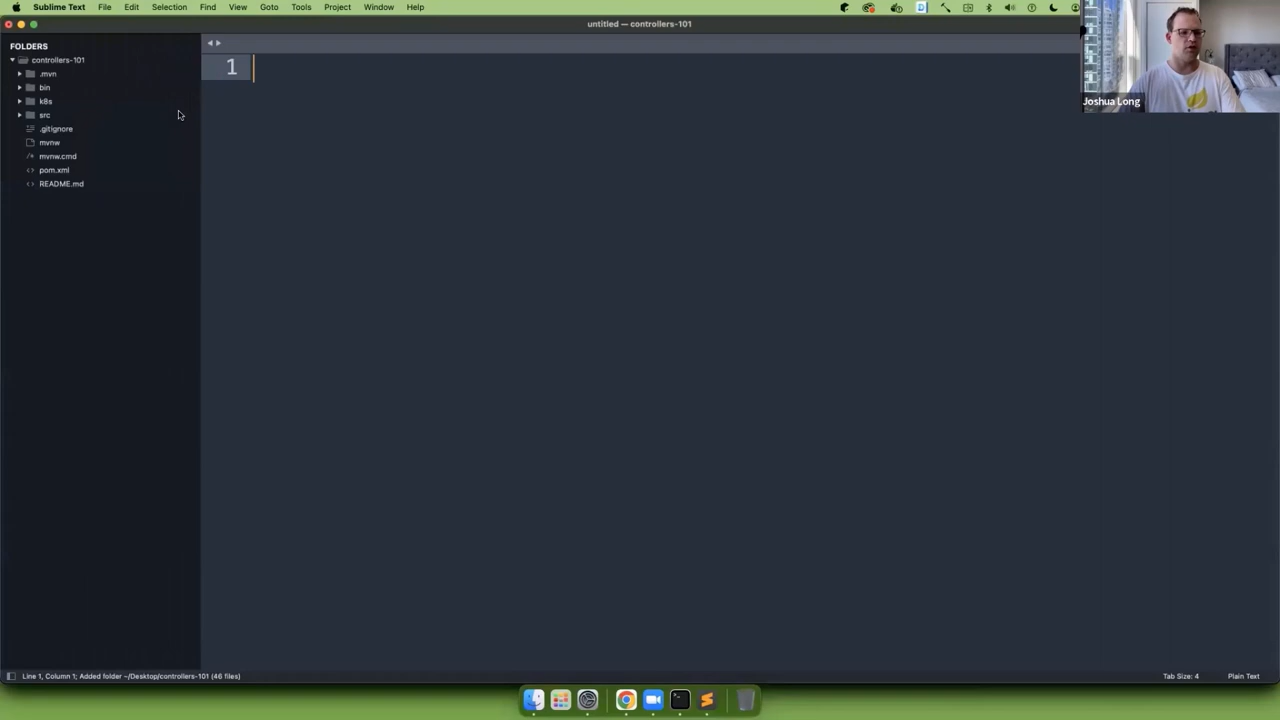 Sublime Text File Edit Selection Find View Goto Tools Project Window Help
untitled — controllers-101
FOLDERS
controllers-101
.mvn
bin
k8s
src
.gitignore
mvnw
mvnw.cmd
pom.xml
README.md
1
Joshua Long
Line 1, Column 1; Added folder ~/Desktop/controllers-101 (46 files)
Tab Size: 4
Plain Text